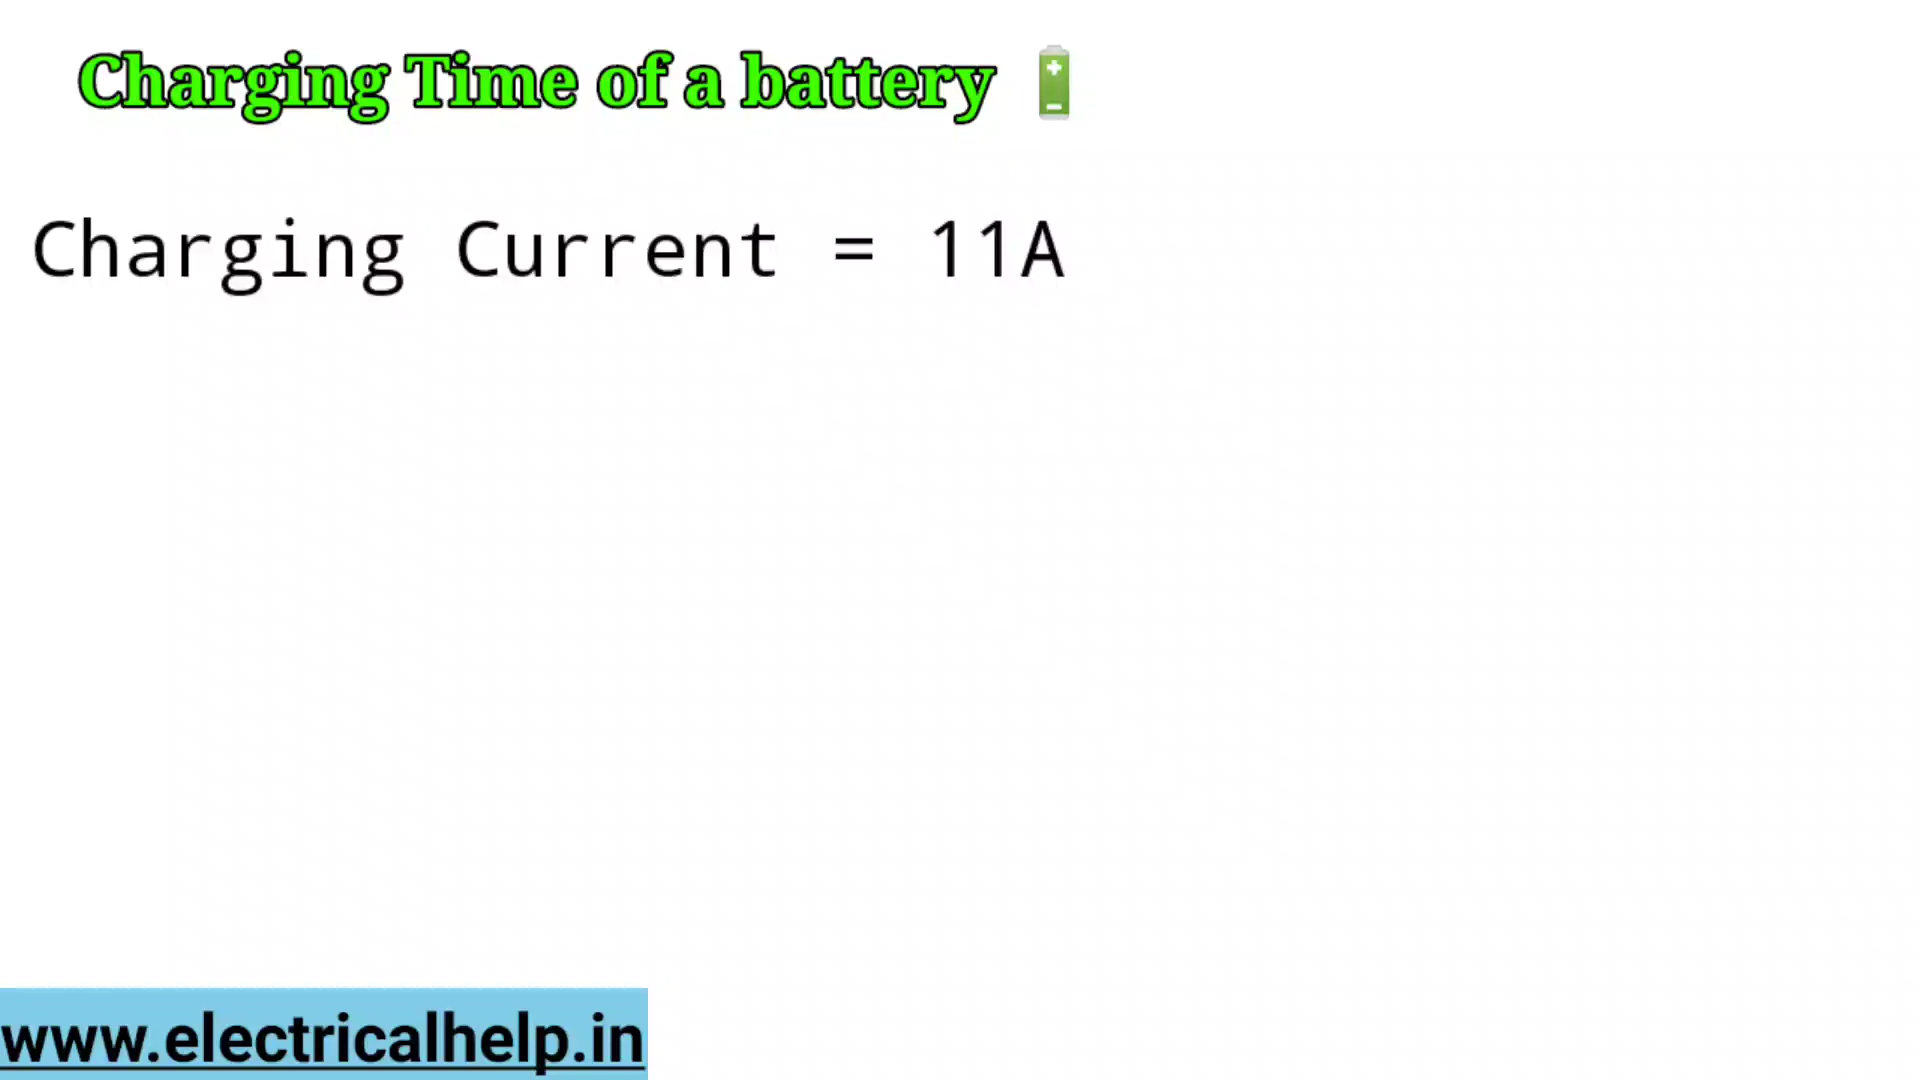 Charging Time of a battery
Charging Current = 11A
www.electricalhelp.in